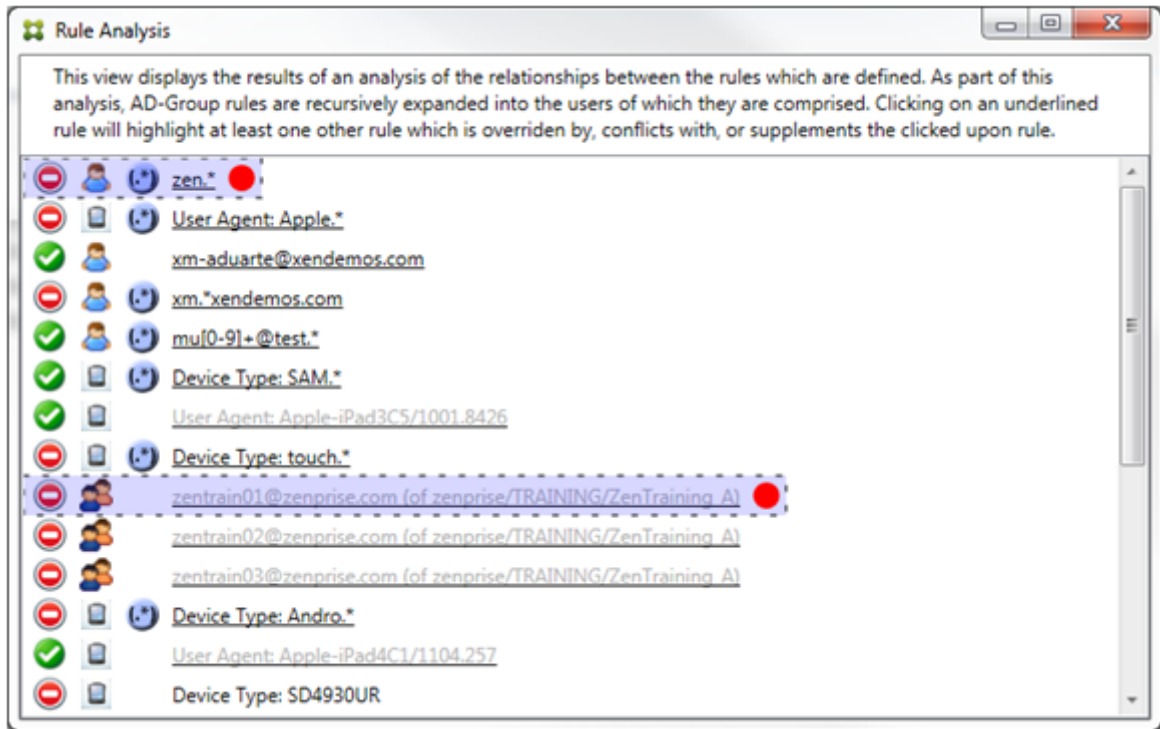 Rule Analysis
This view displays the results of an analysis of the relationships between the rules which are defined. As part of this
analysis, AD-Group rules are recursively expanded into the users of which they are comprised. Clicking on an underlined
rule will highlight at least one other rule which is overriden by, conflicts with, or supplements the clicked upon rule.
(.*) zen.*
(.*) User Agent: Apple.*
xm-aduarte@xendemos.com
(.*) xm.*xendemos.com
(.*) mu[0-9]+@test.*
(.*) Device Type: SAM.*
User Agent: Apple-iPad3C5/1001.8426
(.*) Device Type: touch.*
zentrain01@zenprise.com (of zenprise/TRAINING/ZenTraining_A)
zentrain02@zenprise.com (of zenprise/TRAINING/ZenTraining_A)
zentrain03@zenprise.com (of zenprise/TRAINING/ZenTraining_A)
(.*) Device Type: Andro.*
User Agent: Apple-iPad4C1/1104.257
Device Type: SD4930UR